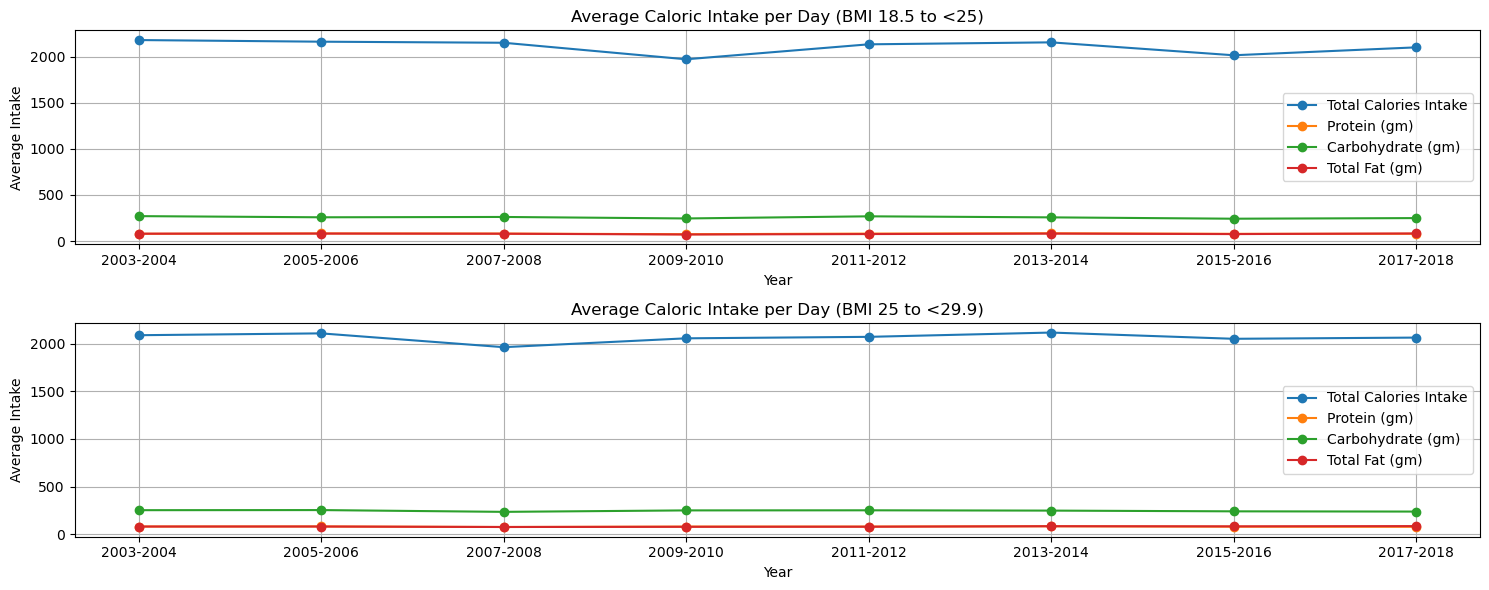 Average Caloric Intake per Day (BMI 18.5 to <25)
Average Intake
2000
1500
1000
500
0
Total Calories Intake
Protein (gm)
Carbohydrate (gm)
Total Fat (gm)
2003-2004 2005-2006 2007-2008 2009-2010 2011-2012 2013-2014 2015-2016 2017-2018
Year
Average Caloric Intake per Day (BMI 25 to <29.9)
Average Intake
2000
1500
1000
500
0
Total Calories Intake
Protein (gm)
Carbohydrate (gm)
Total Fat (gm)
2003-2004 2005-2006 2007-2008 2009-2010 2011-2012 2013-2014 2015-2016 2017-2018
Year